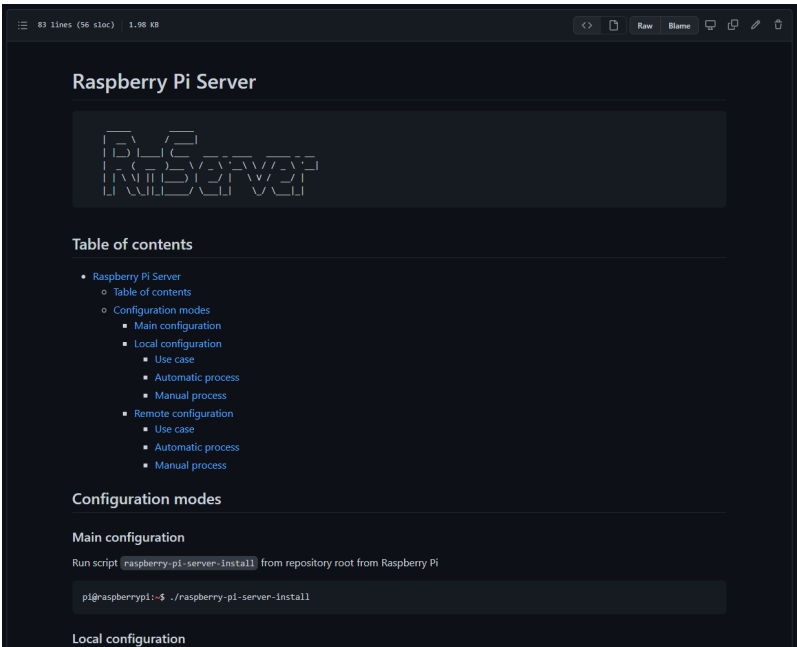 83 lines (56 sloc) 1.98 KB
Raw Blame
Raspberry Pi Server
Table of contents
Raspberry Pi Server
Table of contents
Configuration modes
Main configuration
Local configuration
Use case
Automatic process
Manual process
Remote configuration
Use case
Automatic process
Manual process
Configuration modes
Main configuration
Run script raspberry-pi-server-install from repository root from Raspberry Pi
pi@raspberrypi:~$ ./raspberry-pi-server-install
Local configuration